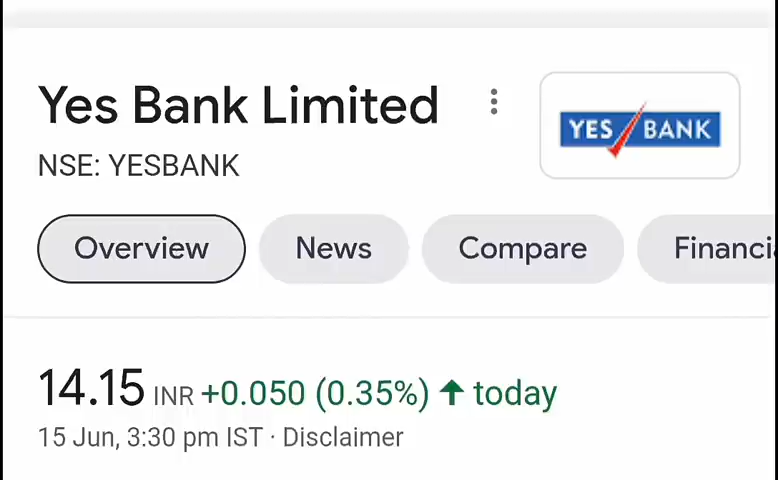 Yes Bank Limited
YES BANK
NSE: YESBANK
Overview News Compare Financi
14.15 INR +0.050 (0.35%) ↑ today
15 Jun, 3:30 pm IST · Disclaimer